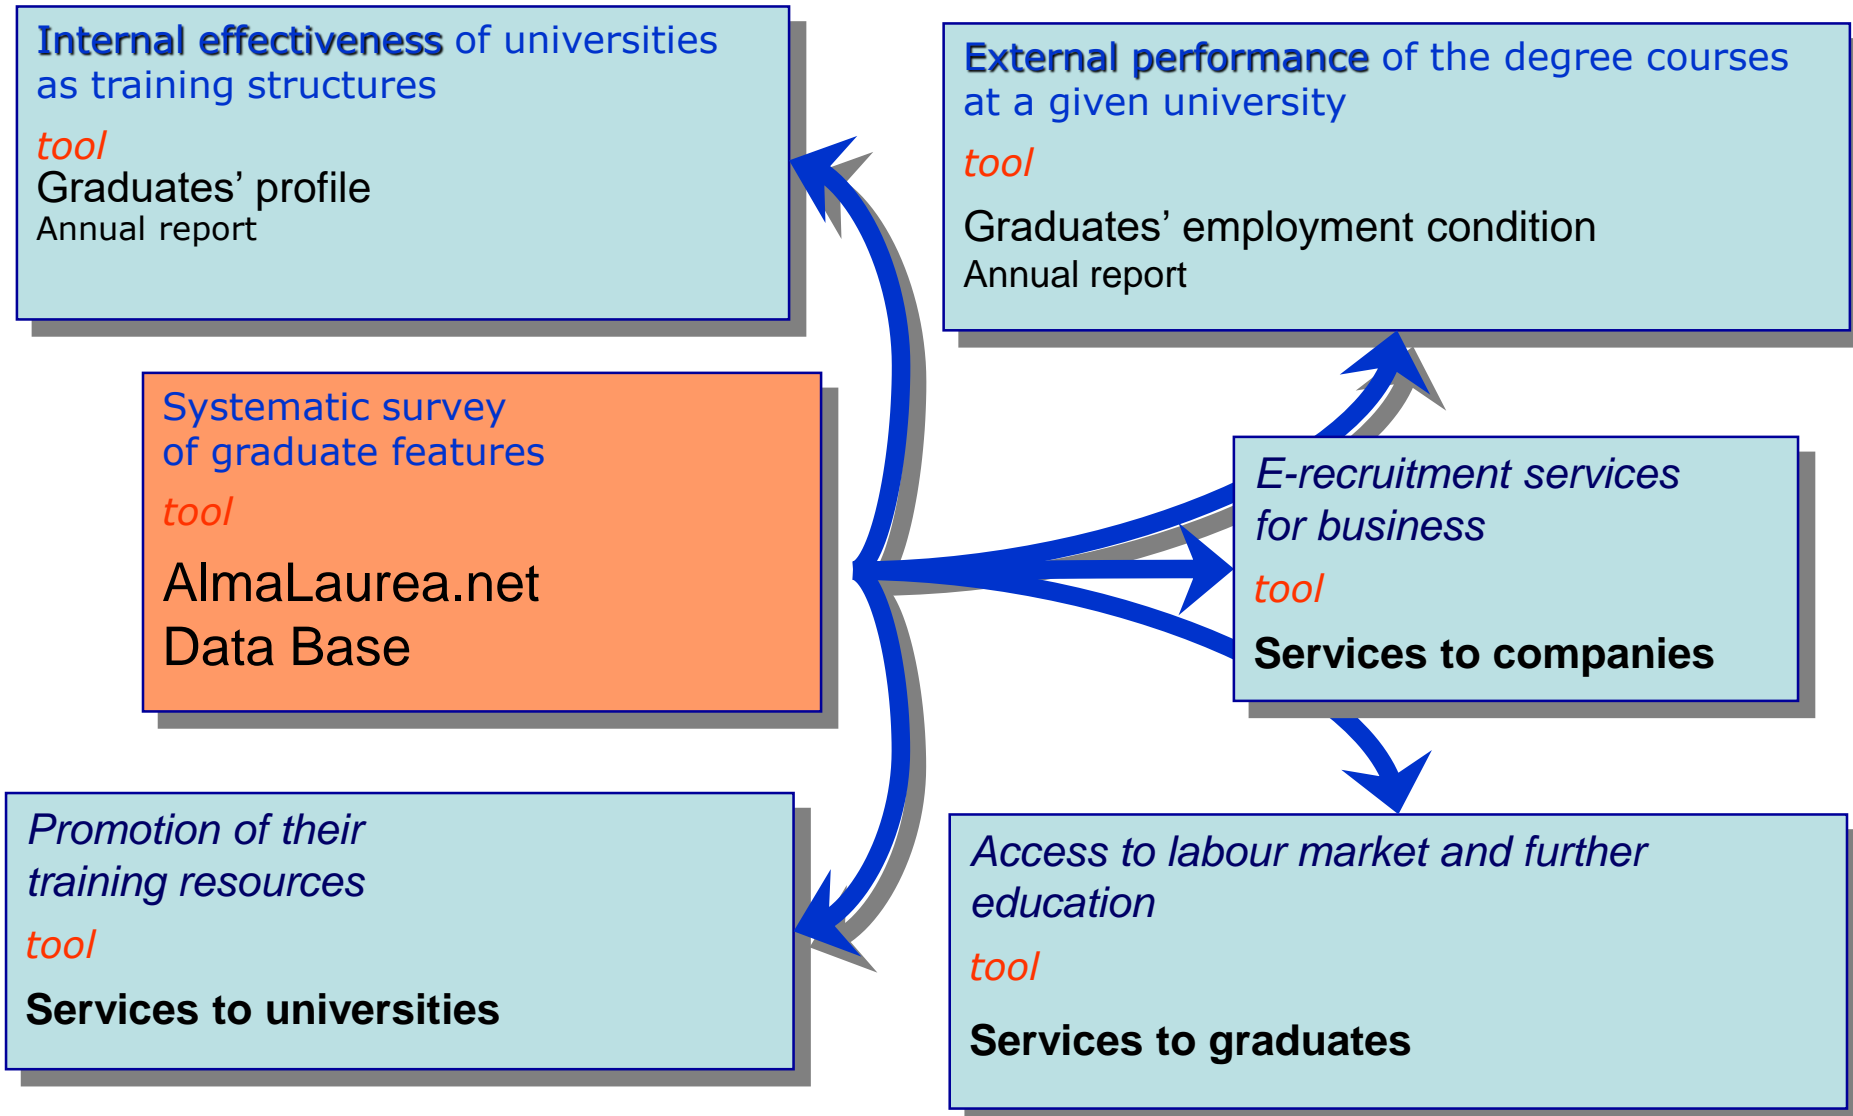 Internal effectiveness of universities
as training structures
tool
Graduates’ profile
Annual report
External performance of the degree courses
at a given university
tool
Graduates’ employment condition
Annual report
Systematic survey
of graduate features
tool
AlmaLaurea.net
Data Base
E-recruitment services
for business
tool
Services to companies
Promotion of their
training resources
tool
Services to universities
Access to labour market and further
education
tool
Services to graduates